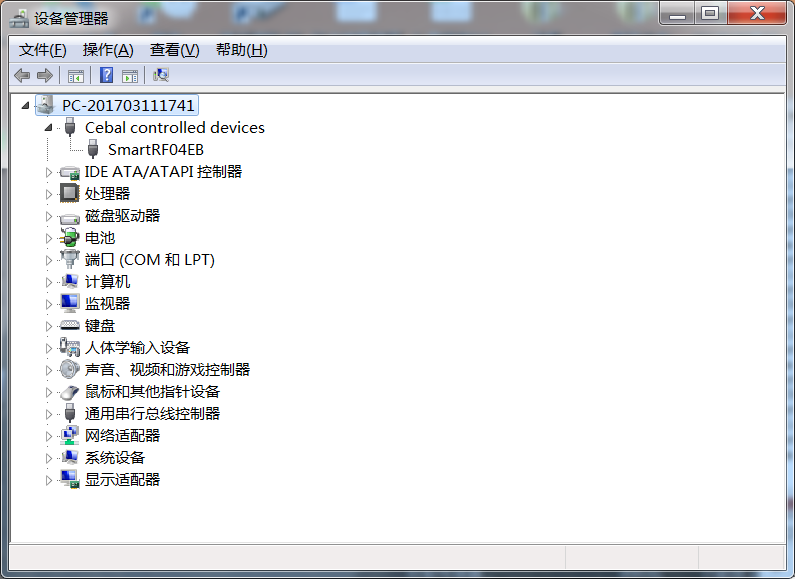 设备管理器
文件(F) 操作(A) 查看(V) 帮助(H)
PC-201703111741
Cebal controlled devices
SmartRF04EB
IDE ATA/ATAPI 控制器
处理器
磁盘驱动器
电池
端口 (COM 和 LPT)
计算机
监视器
键盘
人体学输入设备
声音、视频和游戏控制器
鼠标和其他指针设备
通用串行总线控制器
网络适配器
系统设备
显示适配器